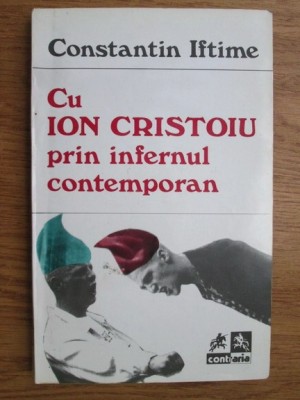 Constantin Iftime
Cu
ION CRISTOIU
prin infernul
contemporan
contraria